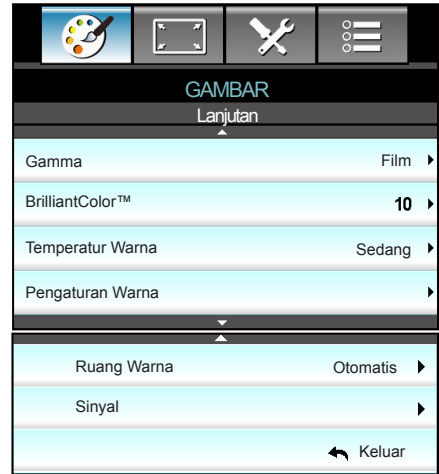 GAMBAR
Lanjutan
Gamma Film
BrilliantColor™ 10
Temperatur Warna Sedang
Pengaturan Warna
Ruang Warna Otomatis
Sinyal
Keluar